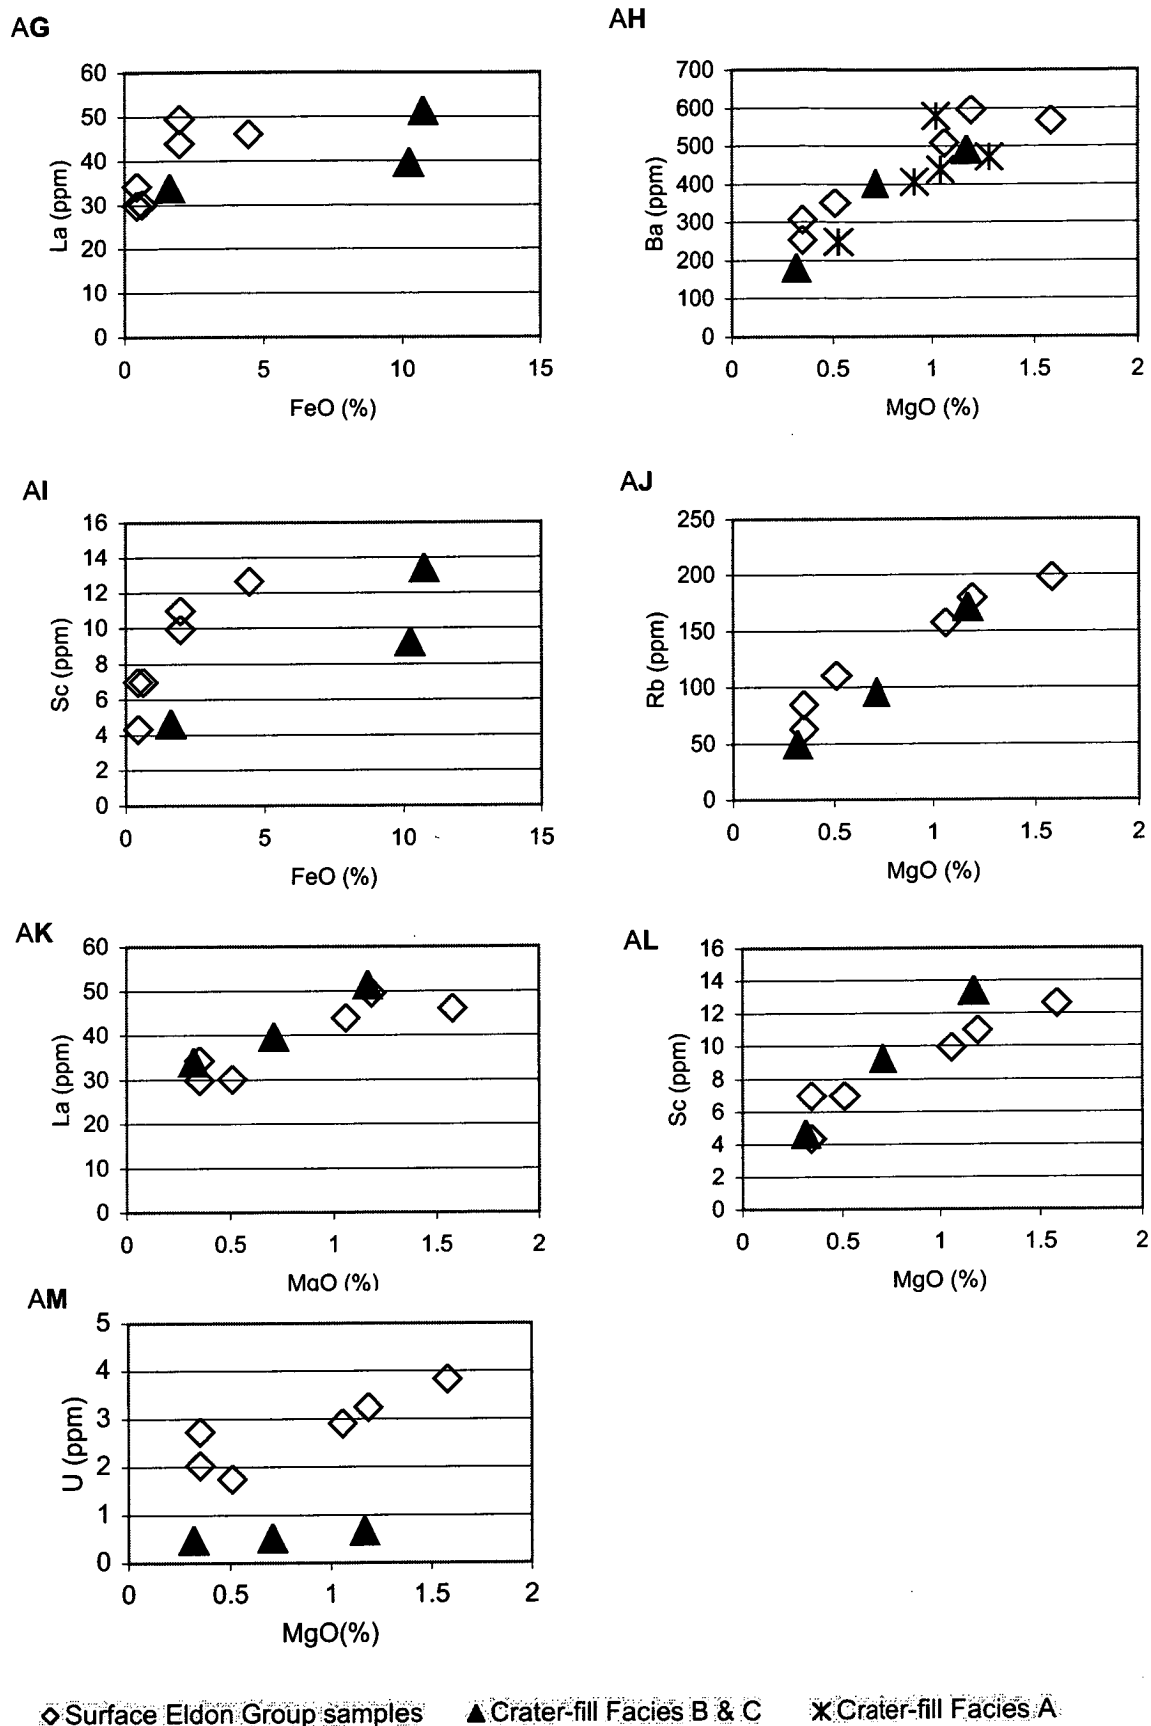 AG
60
50
40
30
20
10
0
La (ppm)
0 5 10 15
FeO (%)
AH
700
600
500
400
300
200
100
0
Ba (ppm)
0 0.5 1 1.5 2
MgO (%)
AI
16
14
12
10
8
6
4
2
0
Sc (ppm)
0 5 10 15
FeO (%)
AJ
250
200
150
100
50
0
Rb (ppm)
0 0.5 1 1.5 2
MgO (%)
AK
60
50
40
30
20
10
0
La (ppm)
0 0.5 1 1.5 2
MgO (%)
AL
16
14
12
10
8
6
4
2
0
Sc (ppm)
0 0.5 1 1.5 2
MgO (%)
AM
5
4
3
2
1
0
U (ppm)
0 0.5 1 1.5 2
MgO(%)
Surface Eldon Group samples Crater-fill Facies B & C Crater-fill Facies A